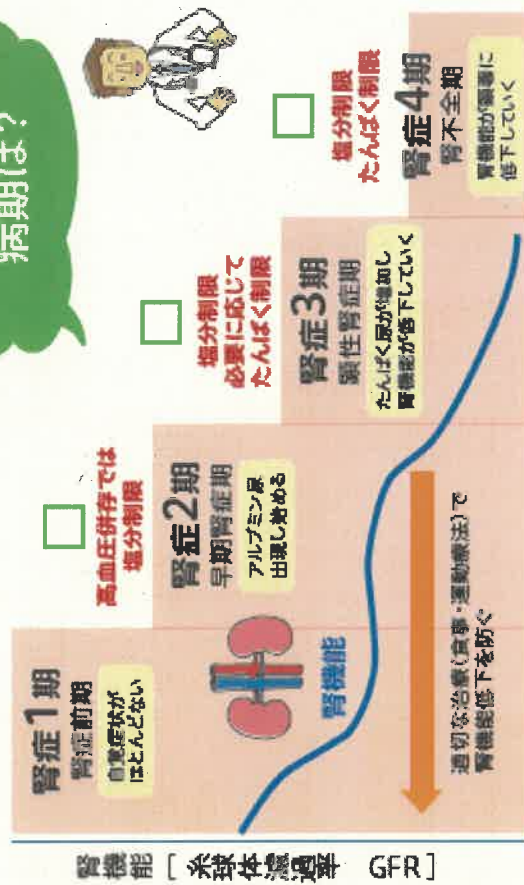 病期は？
腎症1期
腎症前期
自覚症状が
ほとんどない
高血圧併存では
塩分制限
腎症2期
早期腎症期
アルブミン尿
出現し始める
塩分制限
必要に応じて
たんぱく制限
腎症3期
顕性腎症期
たんぱく尿が増加し
腎機能が低下していく
塩分制限
たんぱく制限
腎症4期
腎不全期
腎機能が顕著に
低下していく
腎機能
適切な治療（食事・運動療法）で
腎機能低下を防ぐ
腎機能［糸球体濾過率 GFR］